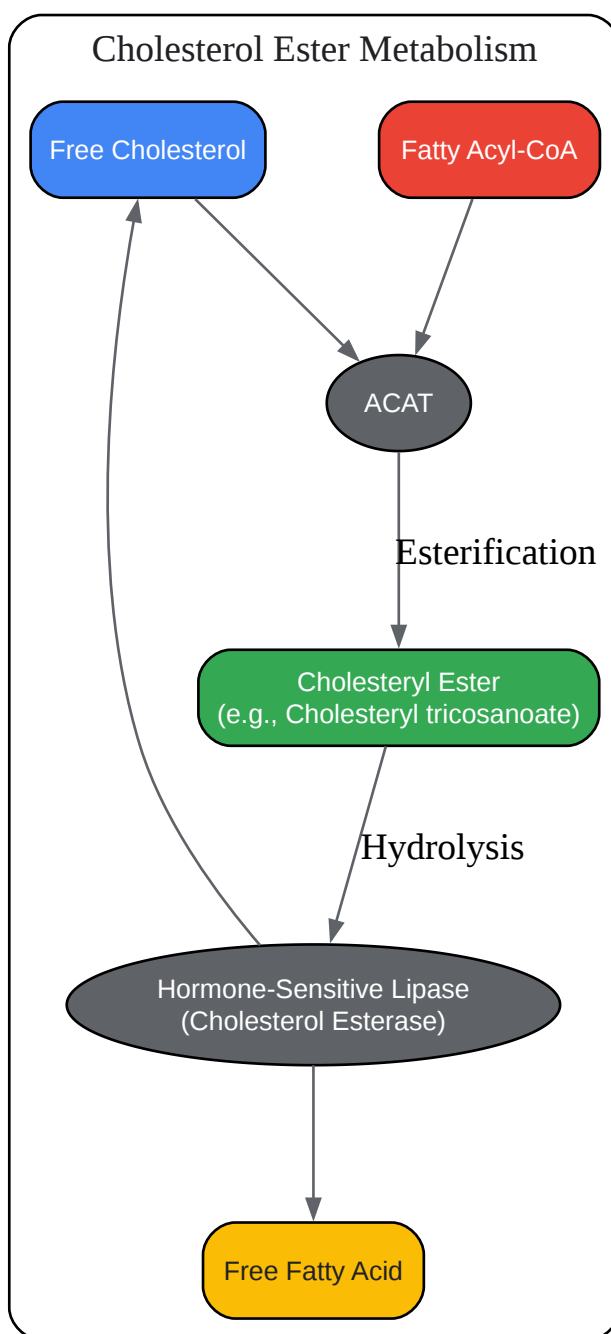 Cholesterol Ester Metabolism
Free Cholesterol
Fatty Acyl-CoA
ACAT
Esterification
Cholesteryl Ester
(e.g., Cholesteryl tricosanoate)
Hydrolysis
Hormone-Sensitive Lipase
(Cholesterol Esterase)
Free Fatty Acid